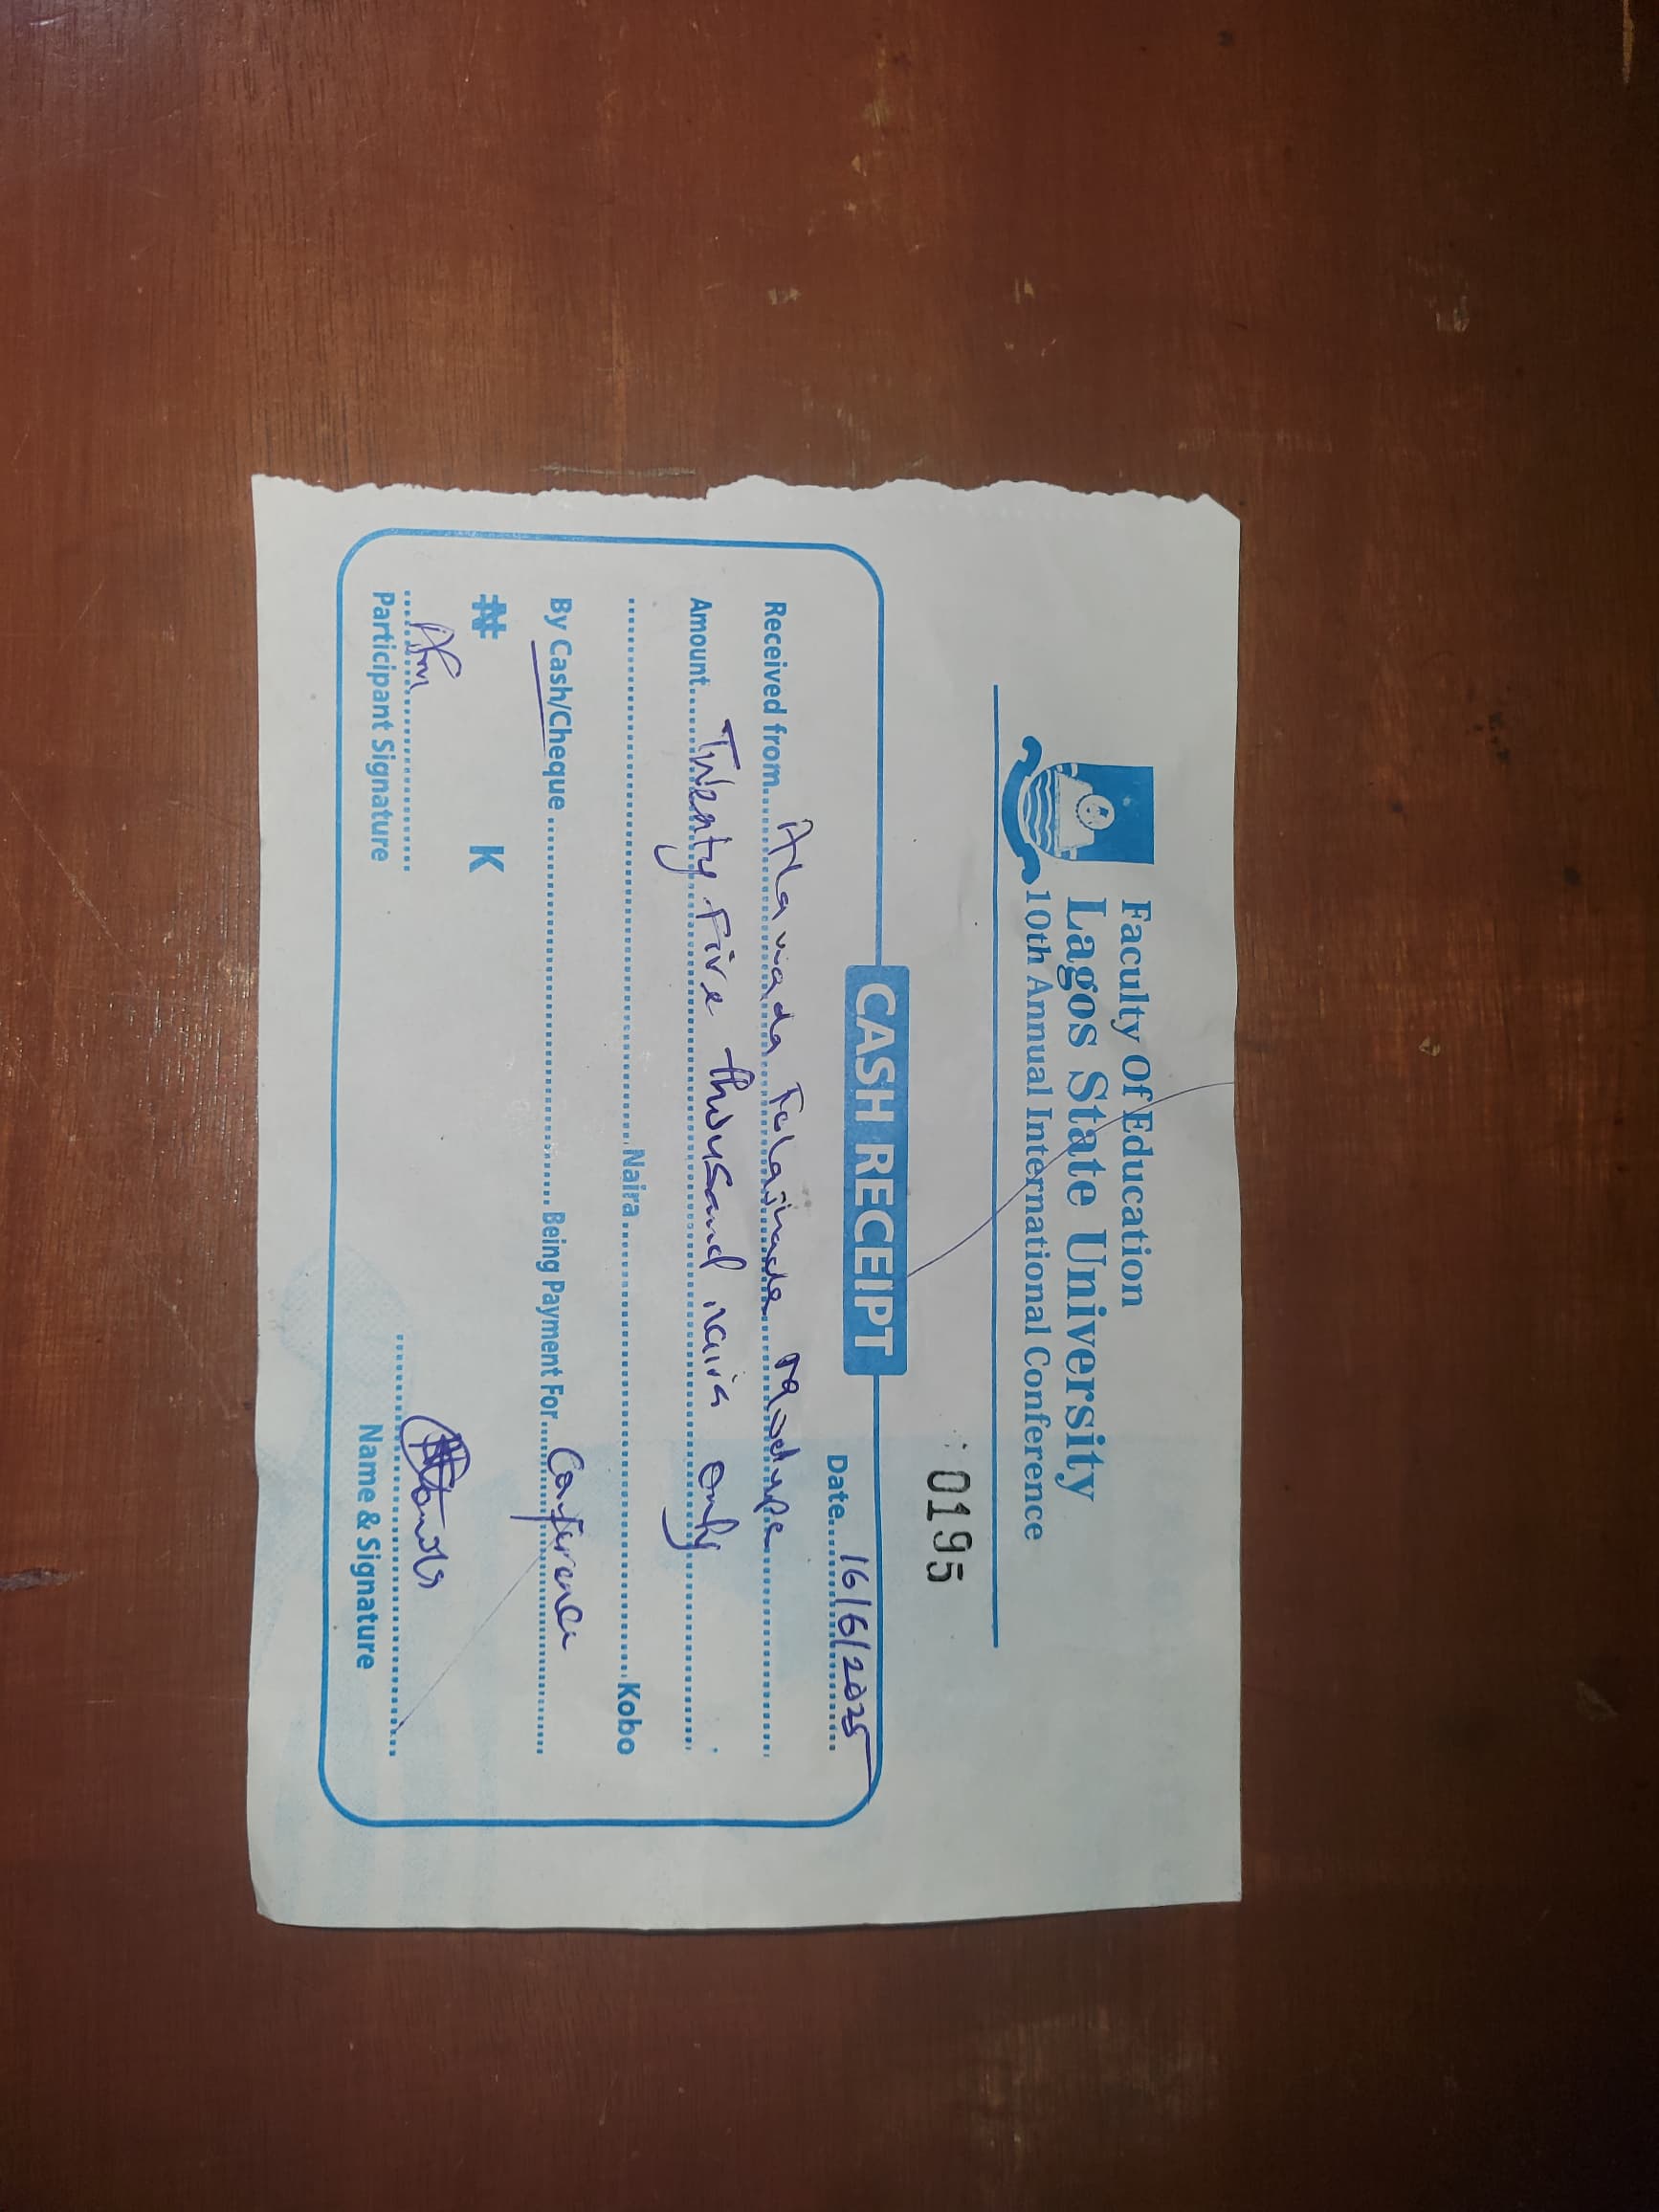 Faculty Of Education
Lagos State University
10th Annual International Conference
0195
CASH RECEIPT
Date 16/6/2025
Received from Alawada Folashade
Amount Twenty Five thousand naira only
Naira Kobo
By Cash/Cheque Being Payment For Conference
₦ K
Participant Signature Name & Signature